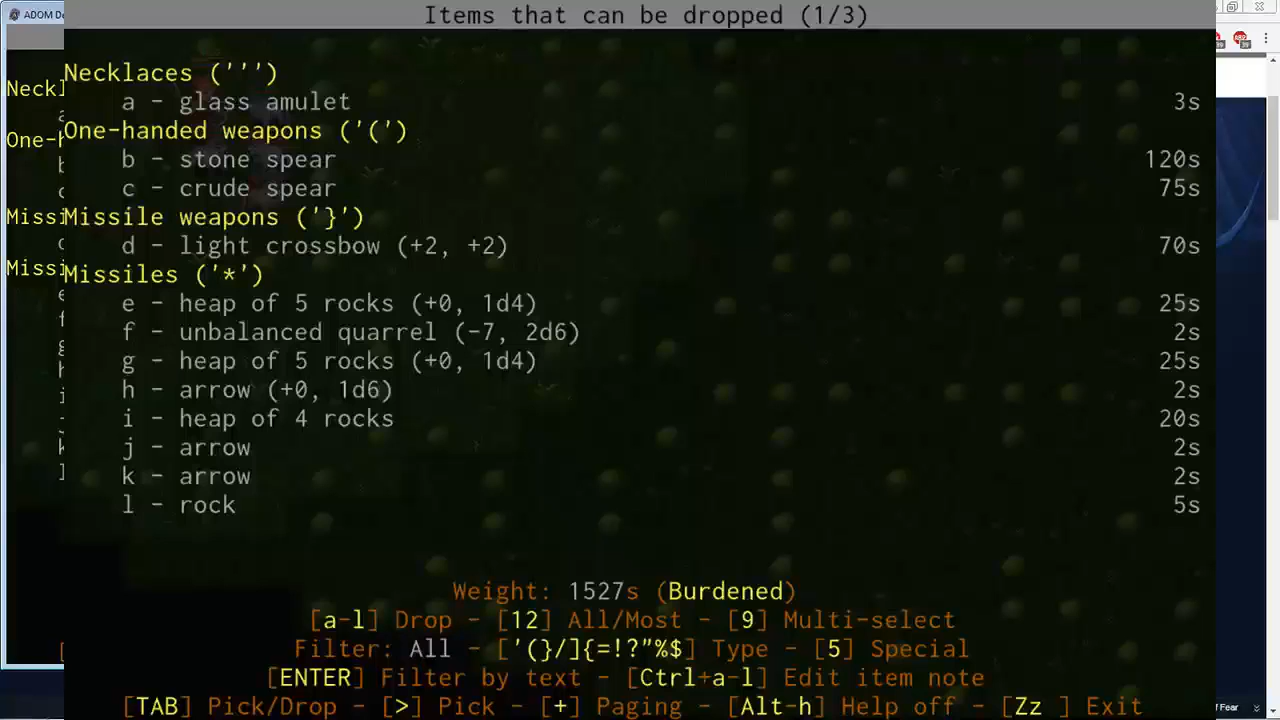 ADOM De
Items that can be dropped (1/3)
Necklaces (''')
a - glass amulet 3s
One-handed weapons ('(')
b - stone spear 120s
c - crude spear 75s
Missile weapons ('}')
d - light crossbow (+2, +2) 70s
Missiles ('*')
e - heap of 5 rocks (+0, 1d4) 25s
f - unbalanced quarrel (-7, 2d6) 2s
g - heap of 5 rocks (+0, 1d4) 25s
h - arrow (+0, 1d6) 2s
i - heap of 4 rocks 20s
j - arrow 2s
k - arrow 2s
l - rock 5s
Weight: 1527s (Burdened)
[a-l] Drop - [12] All/Most - [9] Multi-select
Filter: All - ['(}/]{=!?"%$] Type - [5] Special
[ENTER] Filter by text - [Ctrl+a-l] Edit item note
[TAB] Pick/Drop - [>] Pick - [+] Paging - [Alt-h] Help off - [Zz ] Exit
of Fear